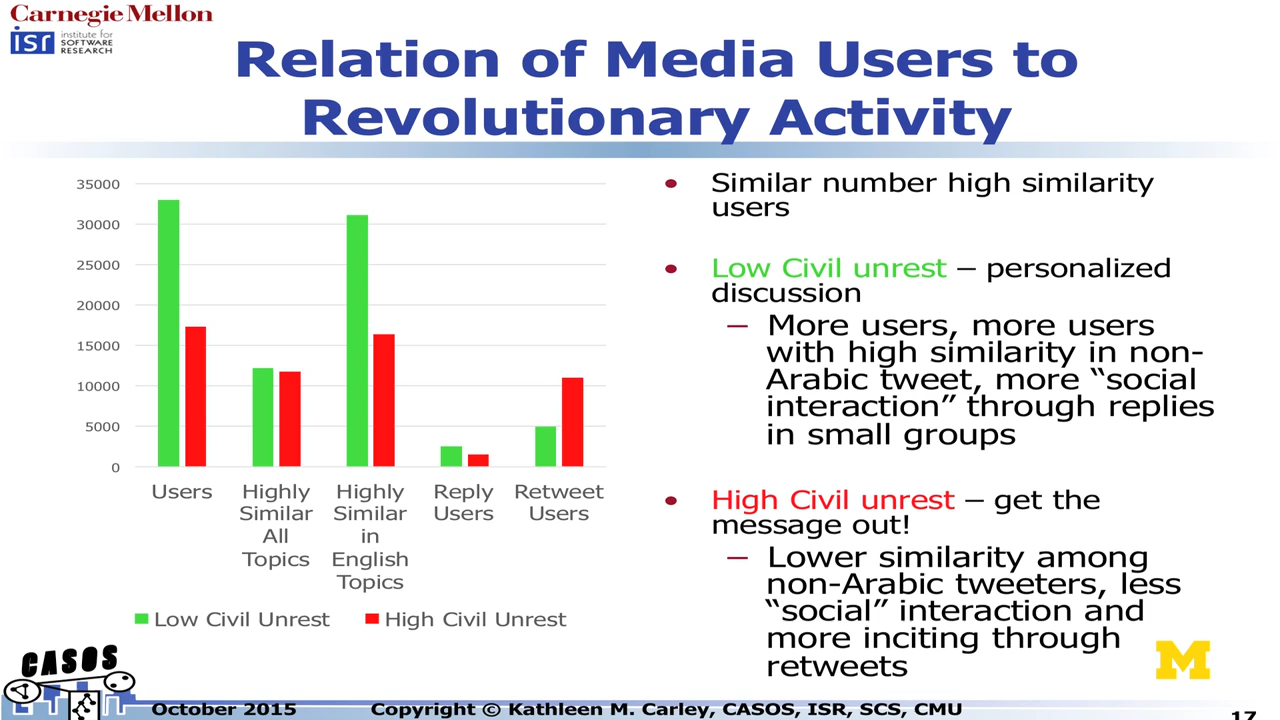 Carnegie Mellon
isr institute for
SOFTWARE
RESEARCH
Relation of Media Users to
Revolutionary Activity
35000
30000
25000
20000
15000
10000
5000
0
Users
Highly
Similar
All
Topics
Highly
Similar
in
English
Topics
Reply
Users
Retweet
Users
Low Civil Unrest
High Civil Unrest
• Similar number high similarity
users
• Low Civil unrest – personalized
discussion
– More users, more users
with high similarity in non-
Arabic tweet, more “social
interaction” through replies
in small groups
• High Civil unrest – get the
message out!
– Lower similarity among
non-Arabic tweeters, less
“social” interaction and
more inciting through
retweets
M
CASOS
October 2015
Copyright © Kathleen M. Carley, CASOS, ISR, SCS, CMU
17